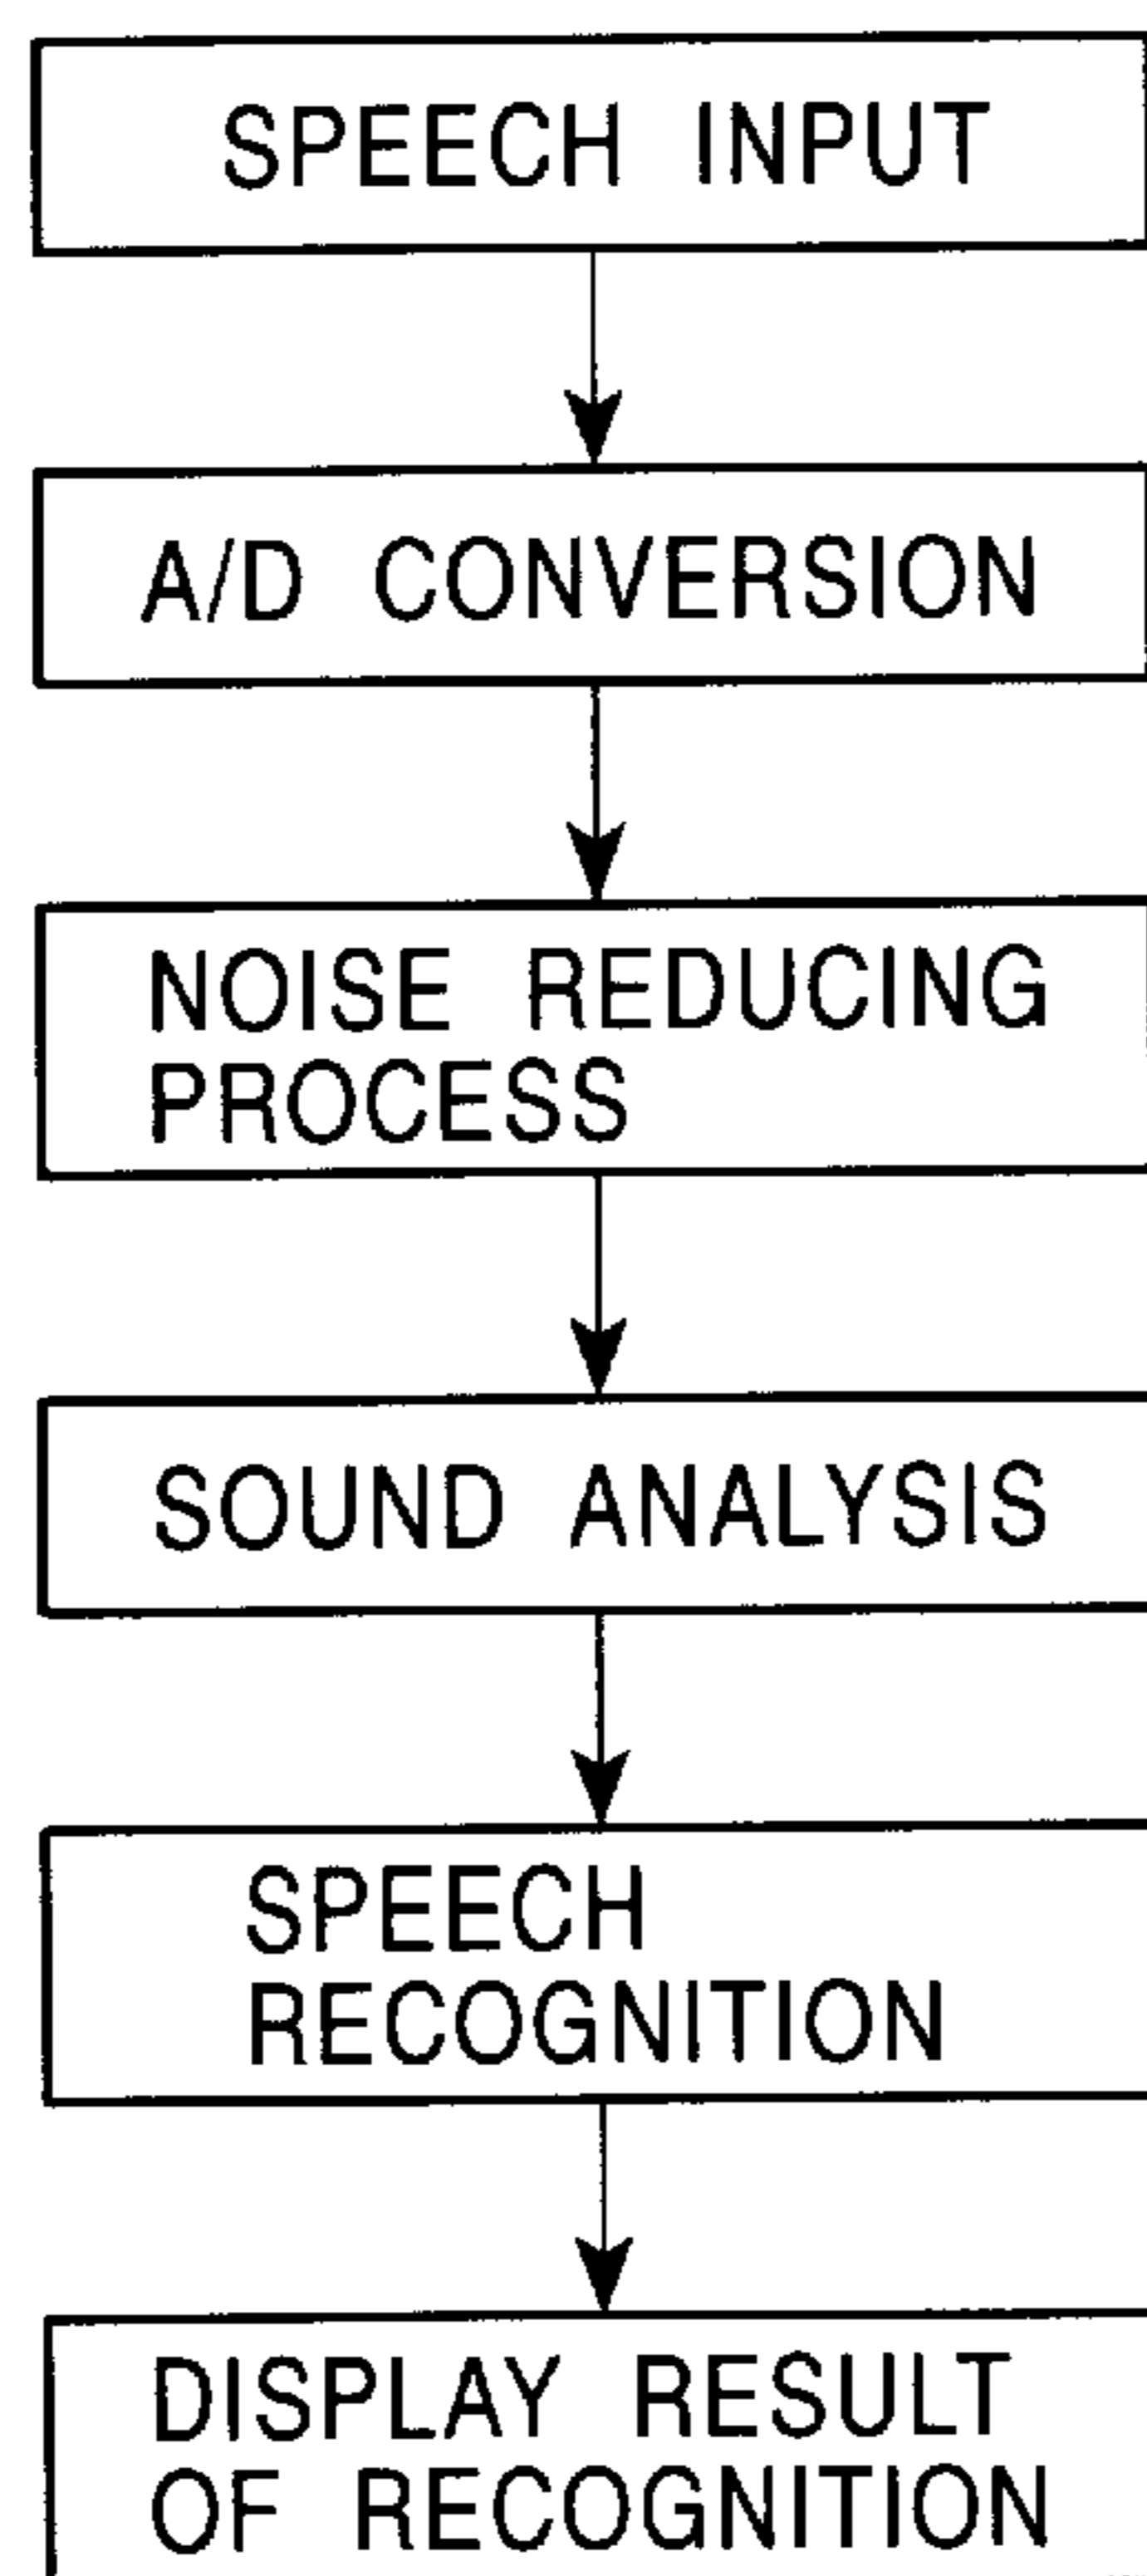 SPEECH INPUT
A/D CONVERSION
NOISE REDUCING
PROCESS
SOUND ANALYSIS
SPEECH
RECOGNITION
DISPLAY RESULT
OF RECOGNITION